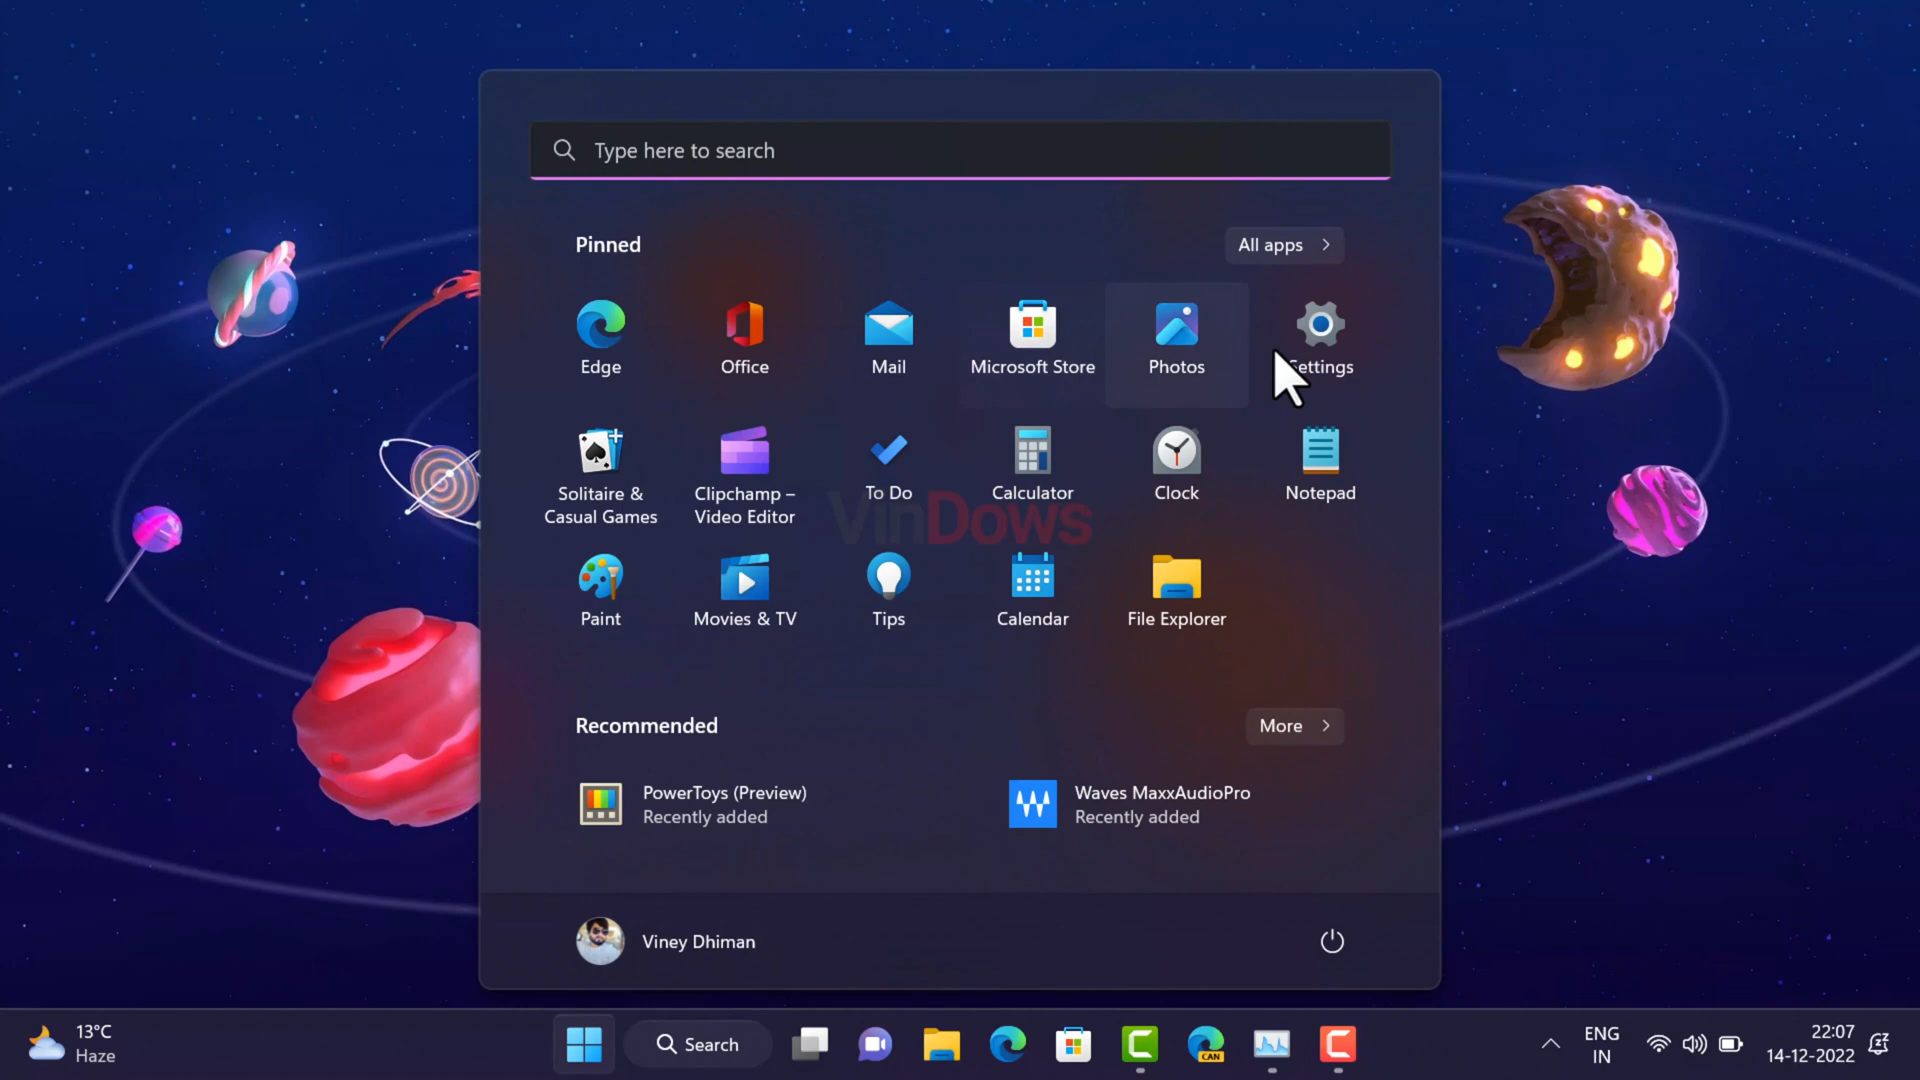 Type here to search
Pinned
All apps
Edge
Office
Mail
Microsoft Store
Photos
ettings
Solitaire &
Casual Games
Clipchamp –
Video Editor
To Do
Calculator
Clock
Notepad
VinDows
Paint
Movies & TV
Tips
Calendar
File Explorer
Recommended
More
PowerToys (Preview)
Recently added
Waves MaxxAudioPro
Recently added
Viney Dhiman
13°C
Haze
Search
CAN
ENG
IN
22:07
14-12-2022